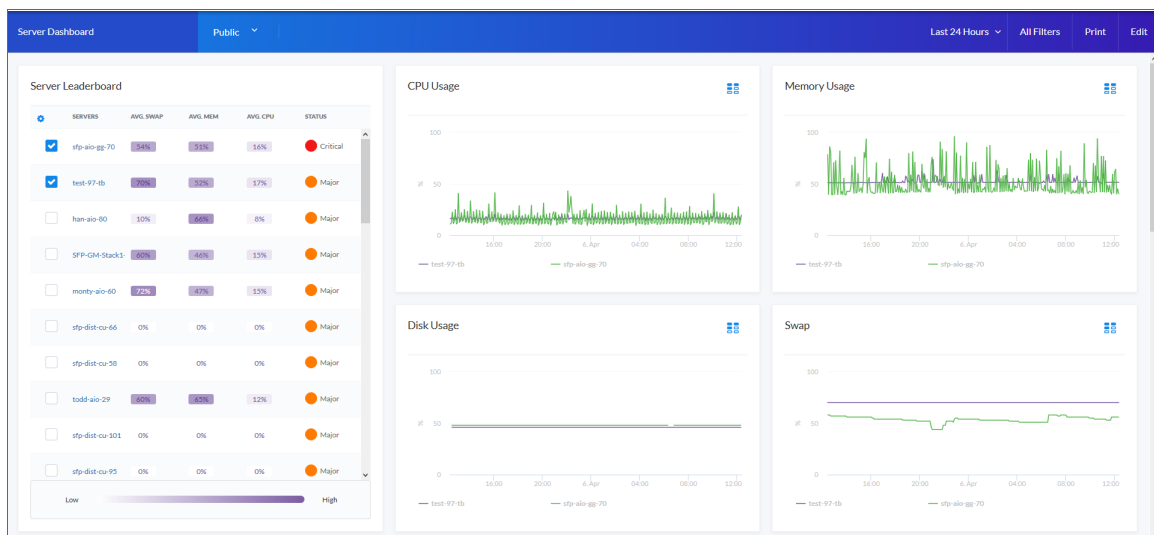 Server Dashboard Public Last 24 Hours All Filters Print Edit
Server Leaderboard
SERVERS AVG. SWAP AVG. MEM AVG. CPU STATUS
sfp-aio-gg-70 54% 51% 16% Critical
test-97-tb 70% 52% 17% Major
han-aio-80 10% 66% 8% Major
SFP-GM-Stack1- 60% 46% 15% Major
monty-aio-60 72% 47% 15% Major
sfp-dist-cu-66 0% 0% 0% Major
sfp-dist-cu-58 0% 0% 0% Major
todd-aio-29 60% 65% 12% Major
sfp-dist-cu-101 0% 0% 0% Major
sfp-dist-cu-95 0% 0% 0% Major
Low High
CPU Usage
100
% 50
0
16:00 20:00 6. Apr 04:00 08:00 12:00
test-97-tb sfp-aio-gg-70
Memory Usage
100
% 50
0
16:00 20:00 6. Apr 04:00 08:00 12:00
test-97-tb sfp-aio-gg-70
Disk Usage
100
% 50
0
16:00 20:00 6. Apr 04:00 08:00 12:00
test-97-tb sfp-aio-gg-70
Swap
100
% 50
0
16:00 20:00 6. Apr 04:00 08:00 12:00
test-97-tb sfp-aio-gg-70